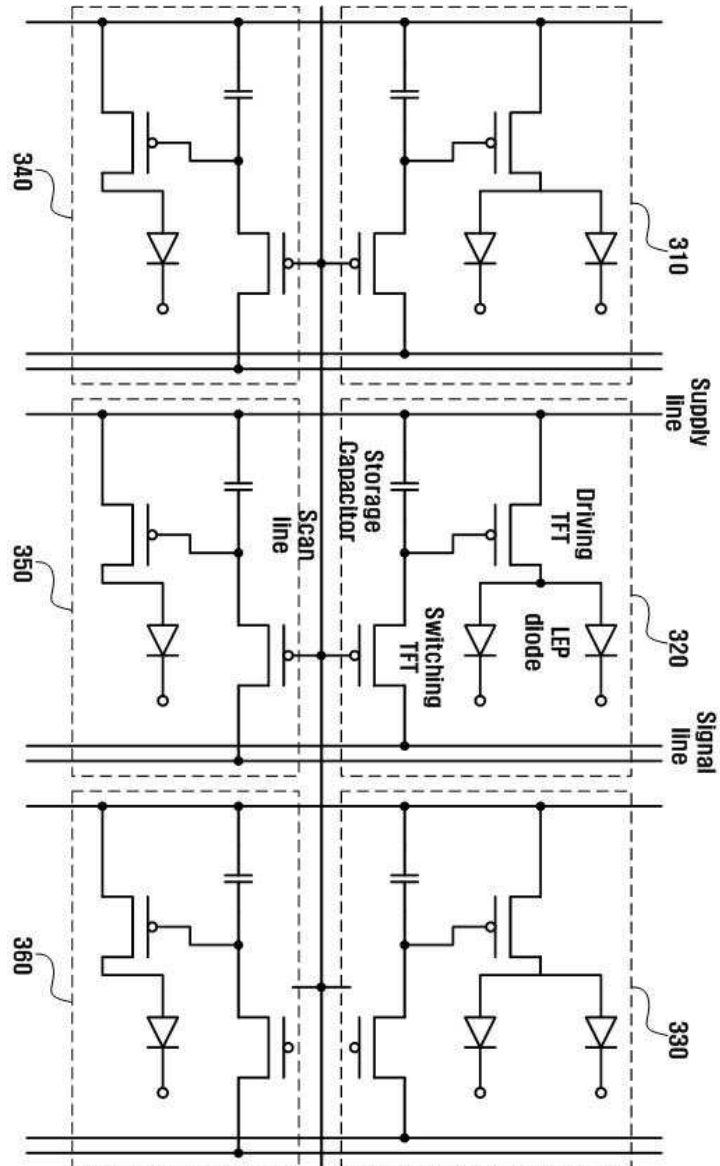 Supply
line
Signal
line
310
320
330
Driving
TFT
LEP
diode
Switching
TFT
Storage
Capacitor
Scan
line
340
350
360